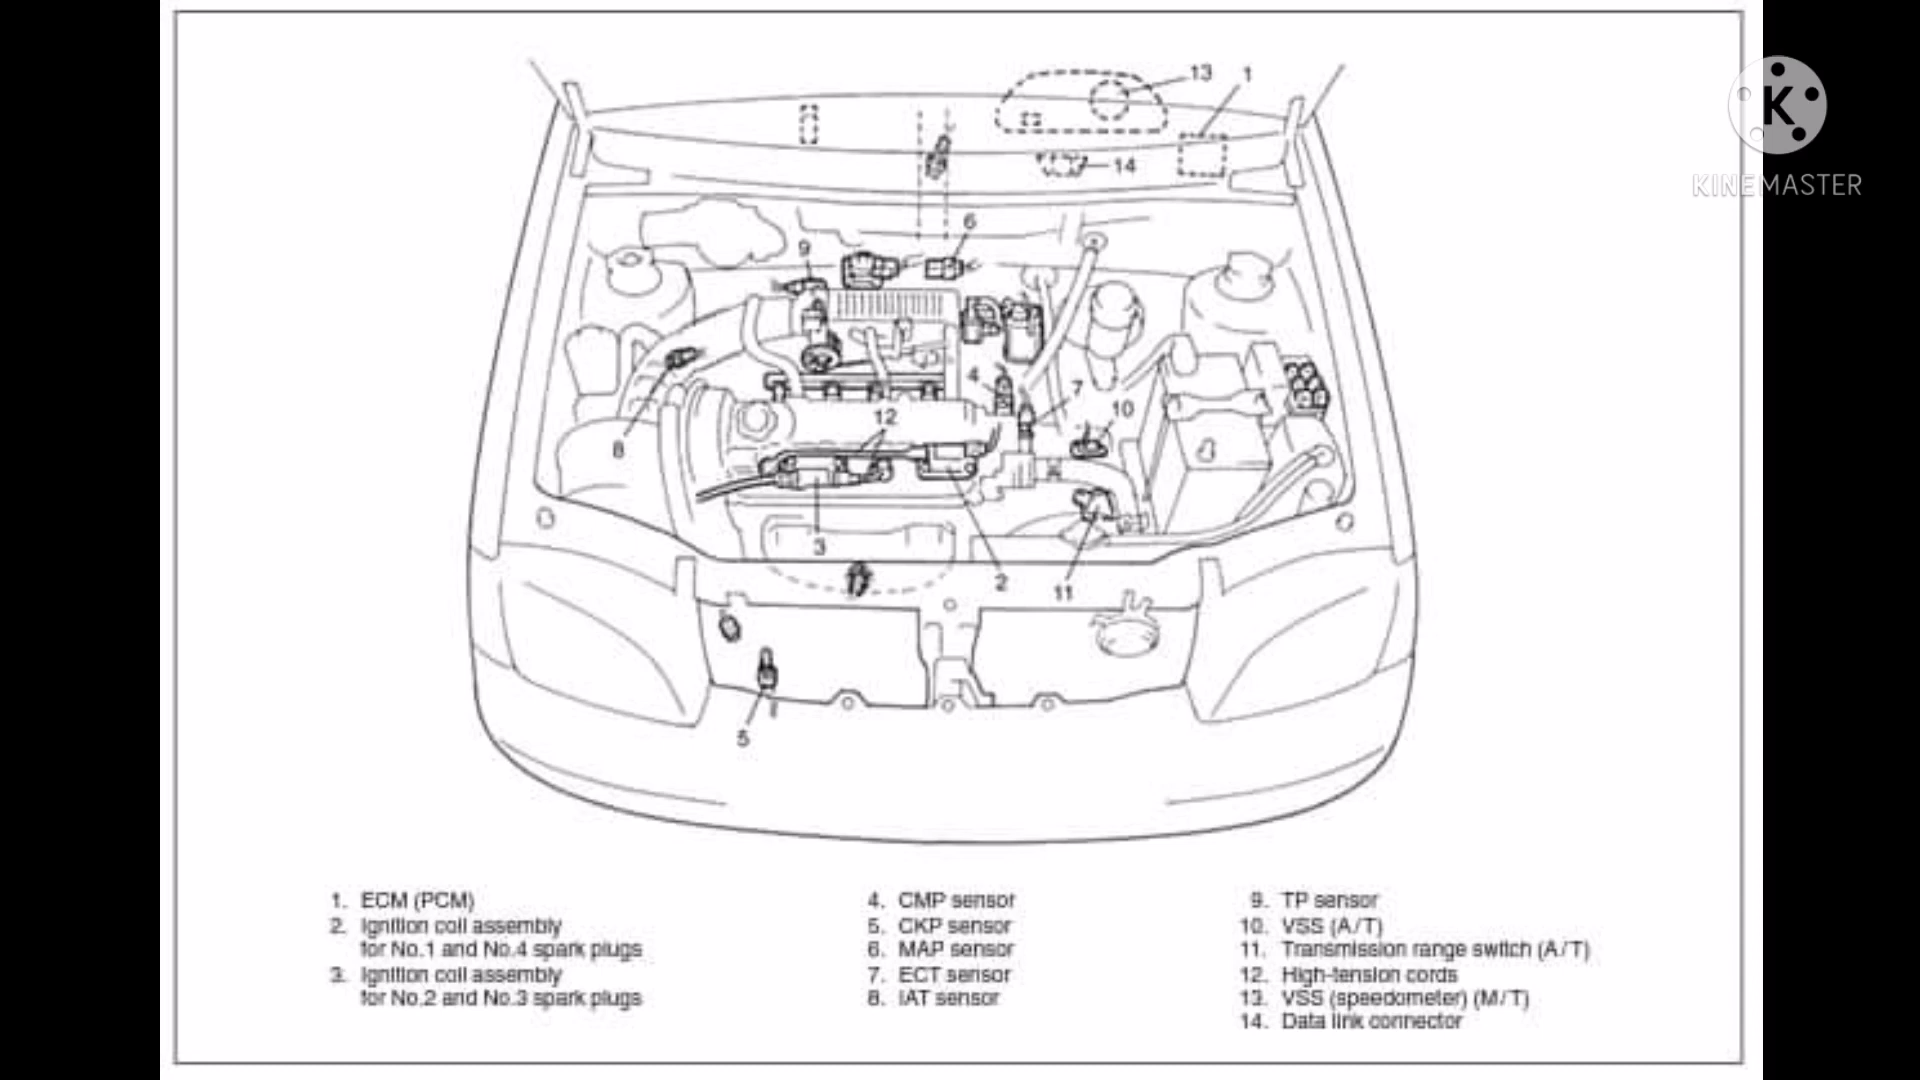 13
1
K
14
KINEMASTER
6
9
4
7
10
12
8
3
2
11
5
1. ECM (PCM)
2. Ignition coil assembly
for No.1 and No.4 spark plugs
3. Ignition coil assembly
for No.2 and No.3 spark plugs
4. CMP sensor
5. CKP sensor
6. MAP sensor
7. ECT sensor
8. IAT sensor
9. TP sensor
10. VSS (A/T)
11. Transmission range switch (A/T)
12. High-tension cords
13. VSS (speedometer) (M/T)
14. Data link connector